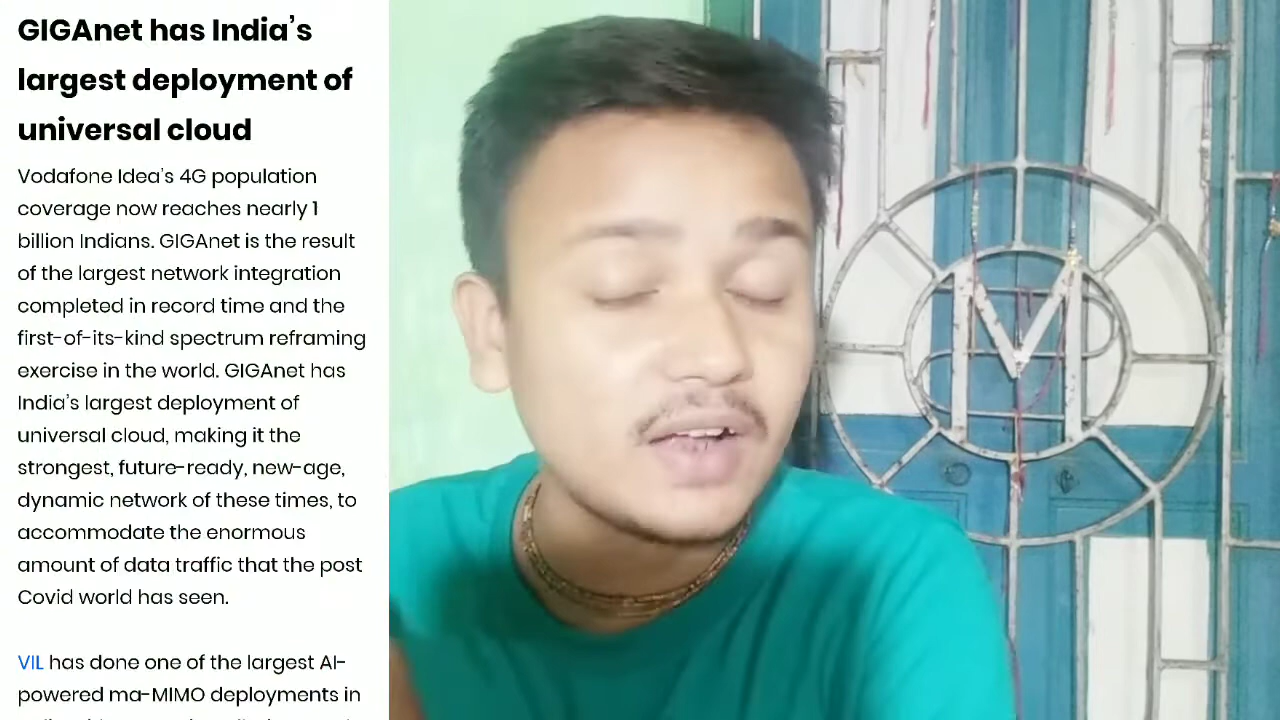 GIGAnet has India's
largest deployment of
universal cloud
Vodafone Idea's 4G population
coverage now reaches nearly 1
billion Indians. GIGAnet is the result
of the largest network integration
completed in record time and the
first-of-its-kind spectrum reframing
exercise in the world. GIGAnet has
India's largest deployment of
universal cloud, making it the
strongest, future-ready, new-age,
dynamic network of these times, to
accommodate the enormous
amount of data traffic that the post
Covid world has seen.
VIL has done one of the largest AI-
powered ma-MIMO deployments in
M